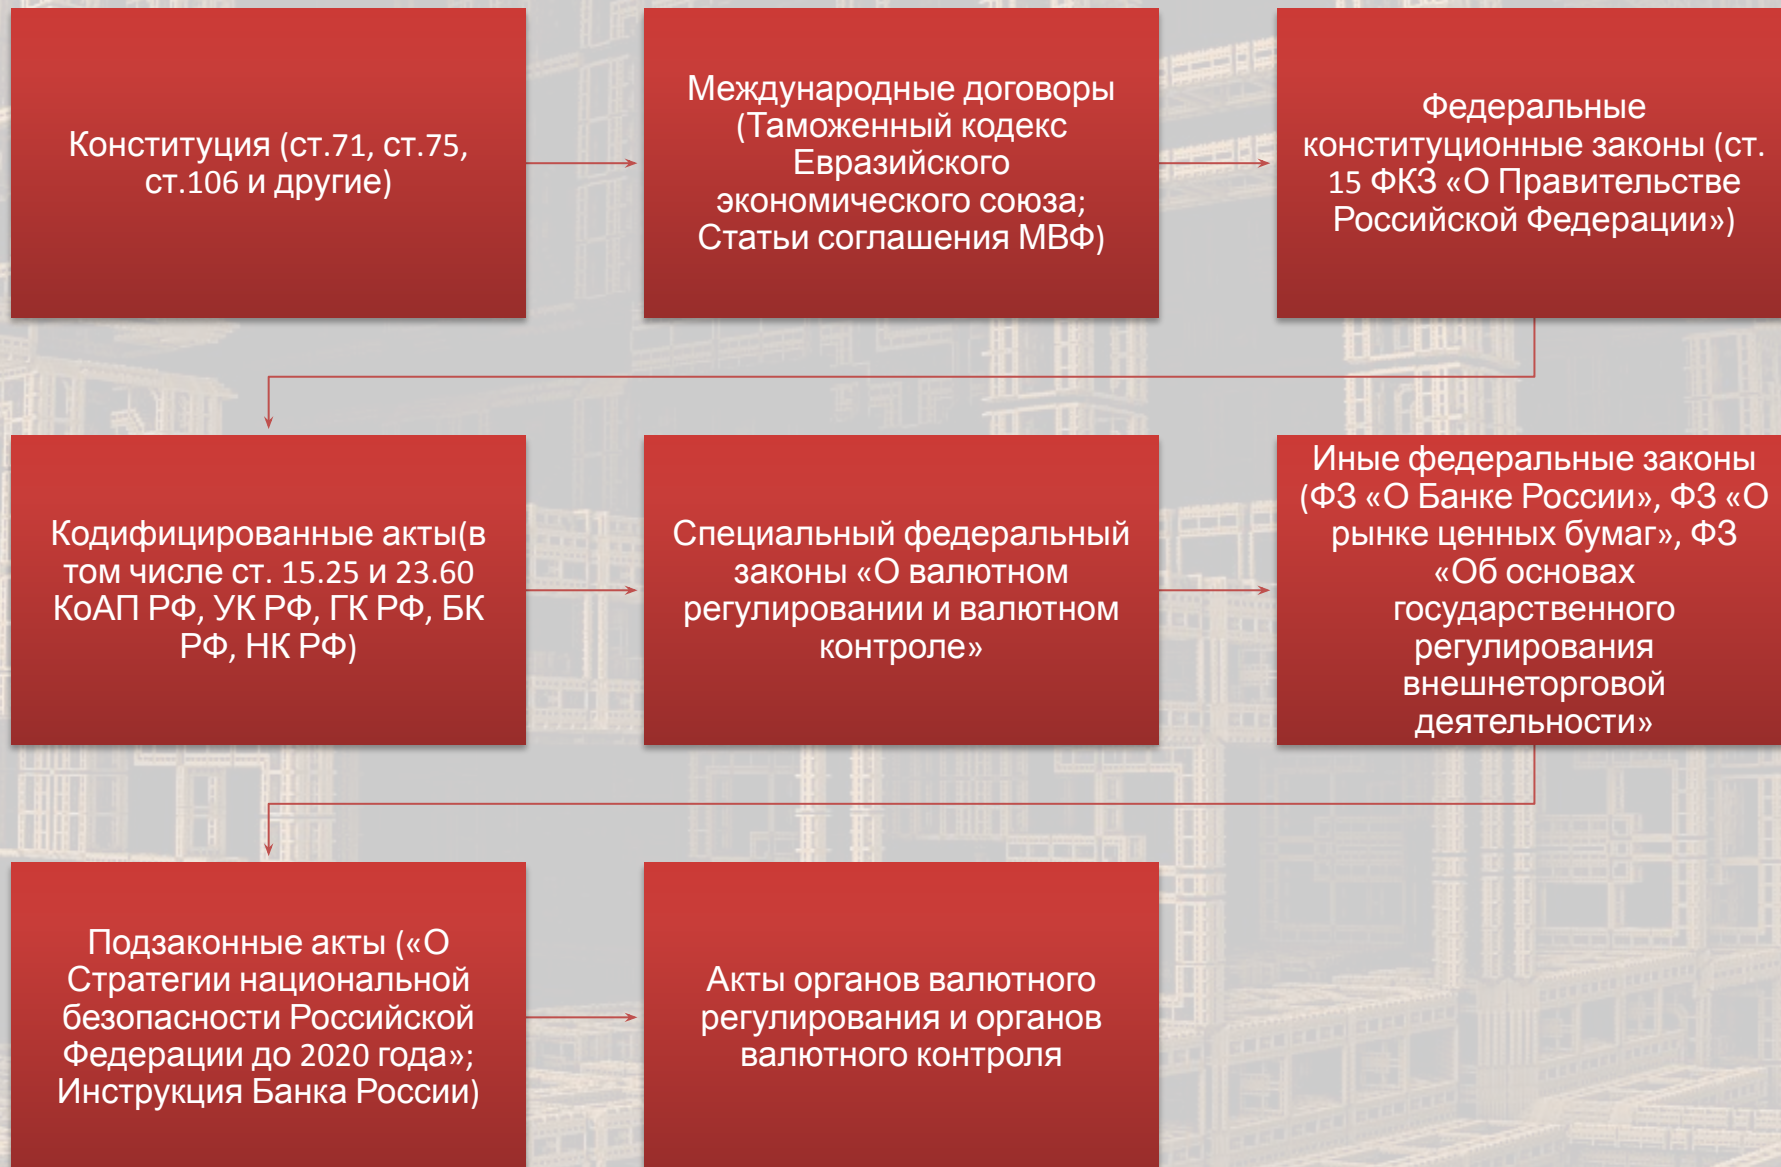 Конституция (ст.71, ст.75,
ст.106 и другие)
Международные договоры
(Таможенный кодекс
Евразийского
экономического союза;
Статьи соглашения МВФ)
Федеральные
конституционные законы (ст.
15 ФКЗ «О Правительстве
Российской Федерации»)
Кодифицированные акты(в
том числе ст. 15.25 и 23.60
КоАП РФ, УК РФ, ГК РФ, БК
РФ, НК РФ)
Специальный федеральный
законы «О валютном
регулировании и валютном
контроле»
Иные федеральные законы
(ФЗ «О Банке России», ФЗ «О
рынке ценных бумаг», ФЗ
«Об основах
государственного
регулирования
внешнеторговой
деятельности»
Подзаконные акты («О
Стратегии национальной
безопасности Российской
Федерации до 2020 года»;
Инструкция Банка России)
Акты органов валютного
регулирования и органов
валютного контроля